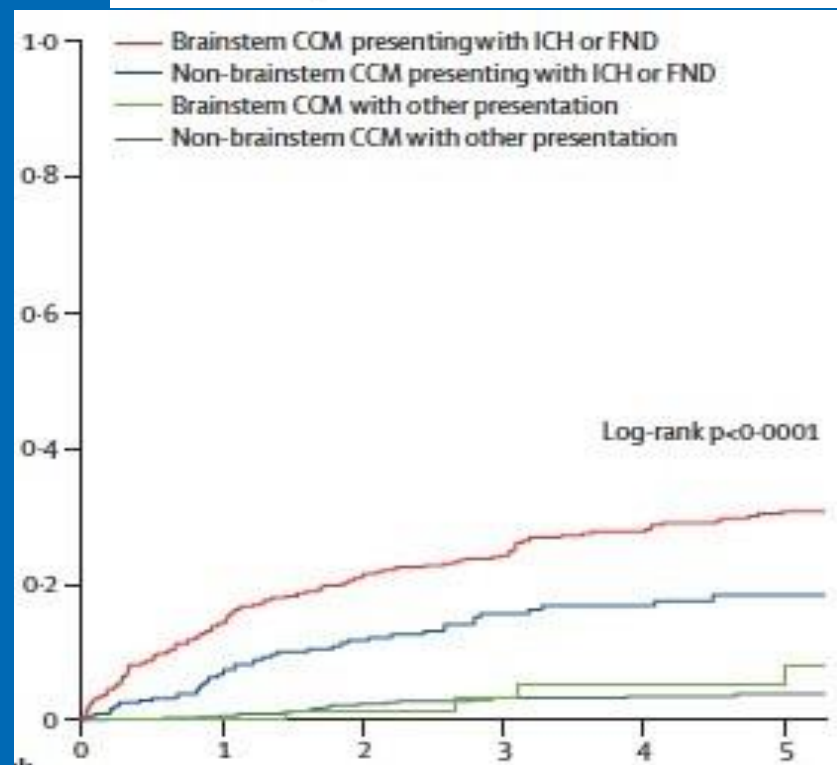 1·0
Brainstem CCM presenting with ICH or FND
Non-brainstem CCM presenting with ICH or FND
Brainstem CCM with other presentation
Non-brainstem CCM with other presentation
0·8
0·6
0·4
Log-rank p<0·0001
0·2
0
0 1 2 3 4 5